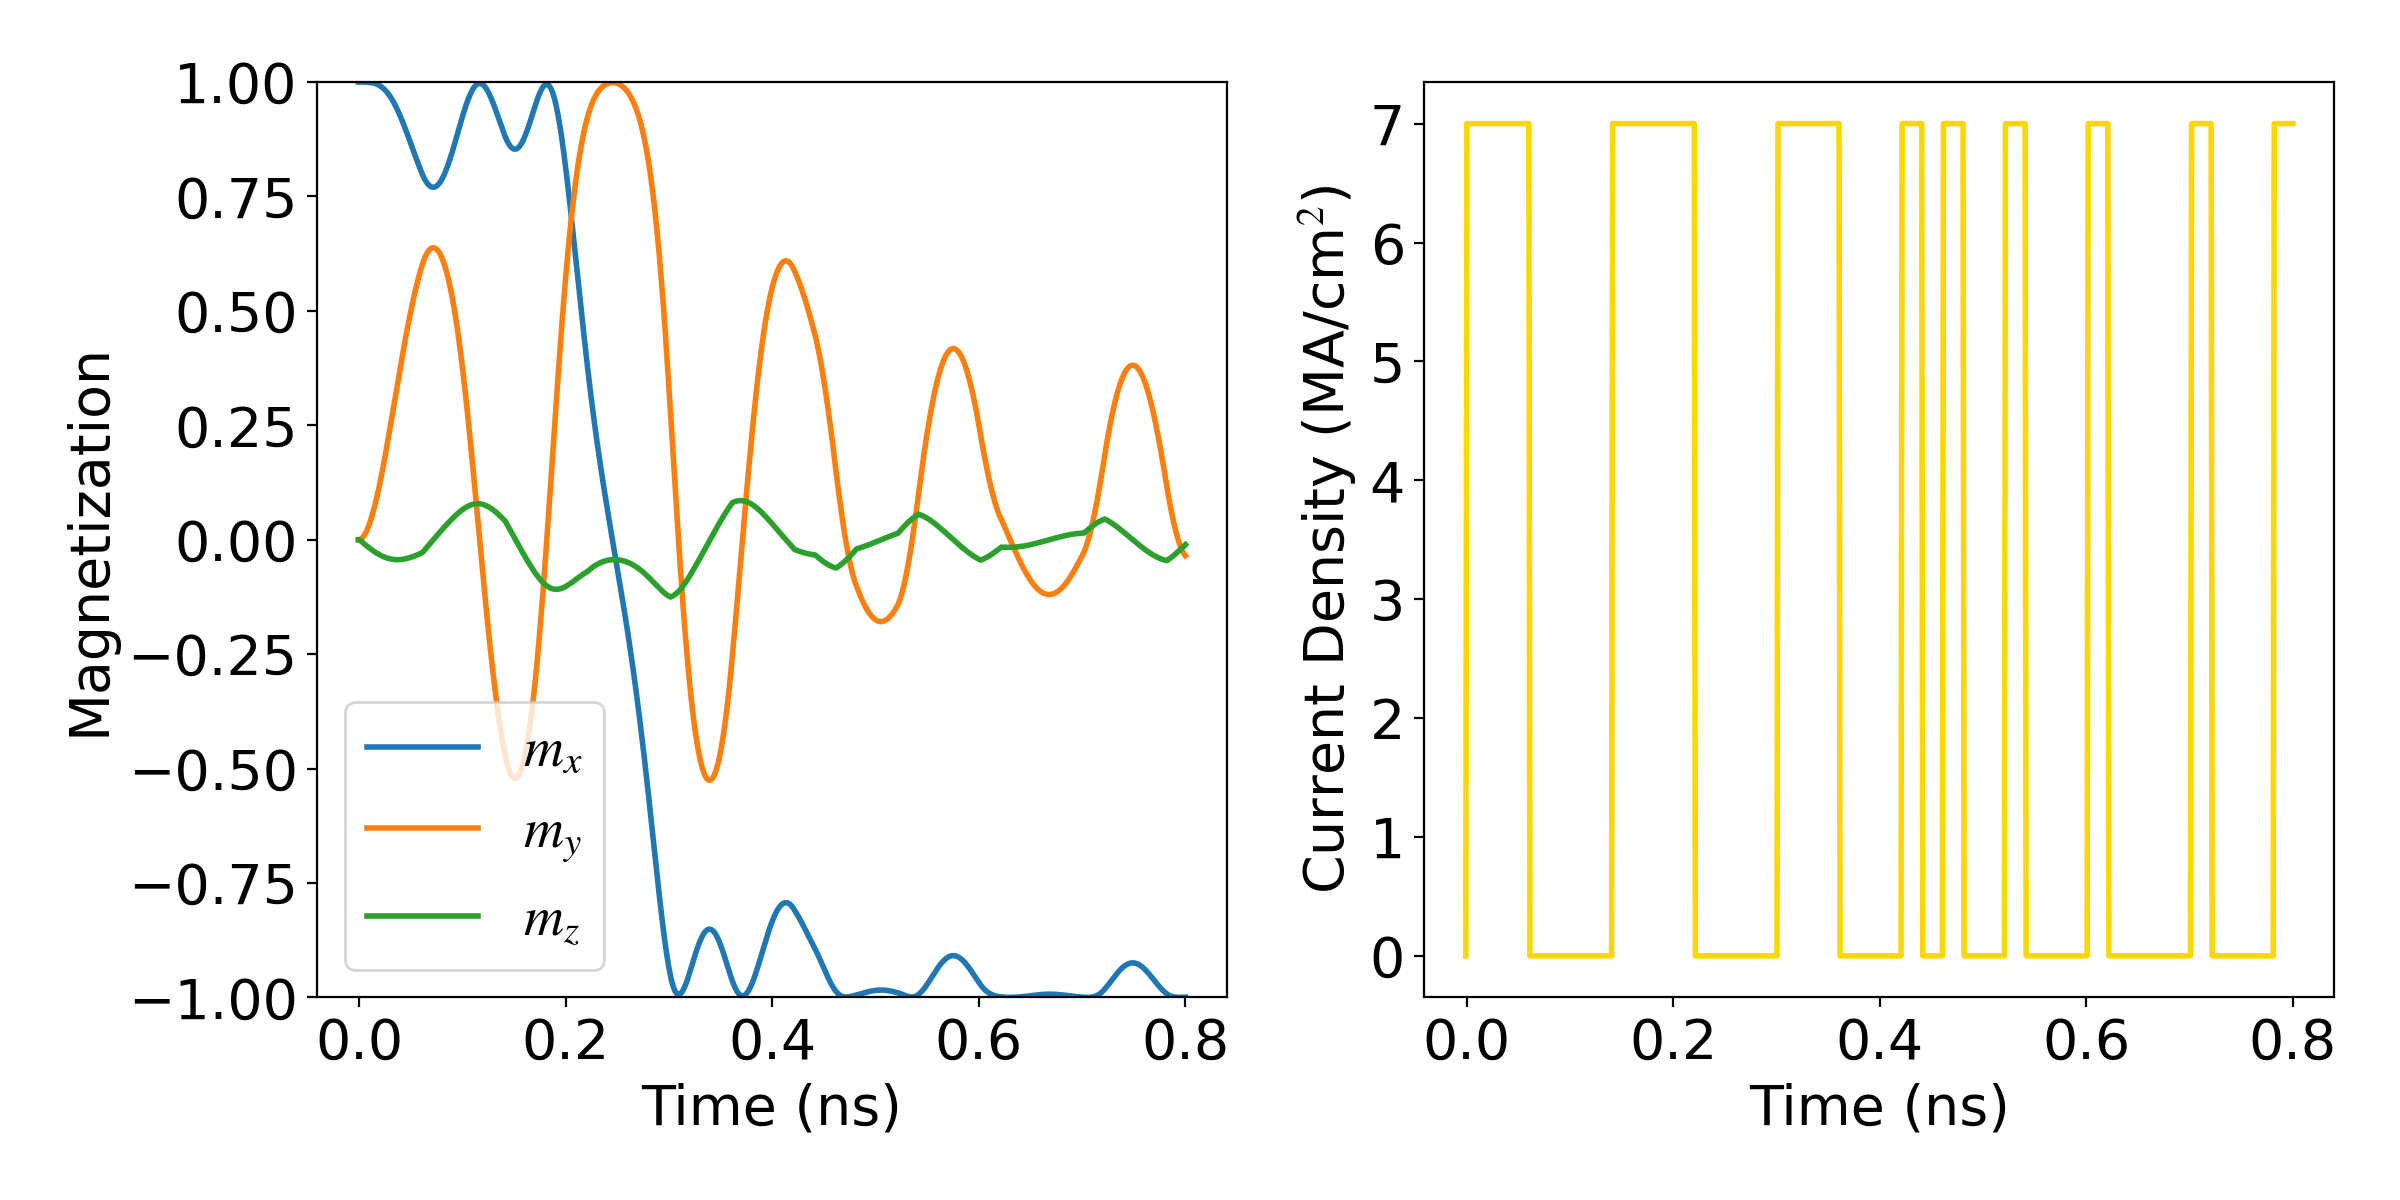 1.00
0.75
0.50
0.25
0.00
−0.25
−0.50
−0.75
−1.00
Magnetization
m_x
m_y
m_z
0.0 0.2 0.4 0.6 0.8
Time (ns)
7
6
5
4
3
2
1
0
Current Density (MA/cm²)
0.0 0.2 0.4 0.6 0.8
Time (ns)